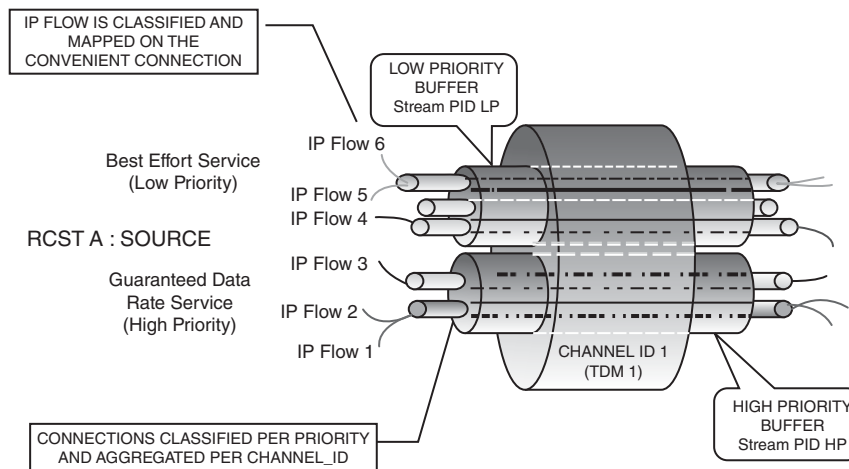 IP FLOW IS CLASSIFIED AND
MAPPED ON THE
CONVENIENT CONNECTION
LOW PRIORITY
BUFFER
Stream PID LP
IP Flow 6
Best Effort Service
(Low Priority)
IP Flow 5
IP Flow 4
RCST A : SOURCE
IP Flow 3
Guaranteed Data
Rate Service
(High Priority)
IP Flow 2
IP Flow 1
CHANNEL ID 1
(TDM 1)
HIGH PRIORITY
BUFFER
Stream PID HP
CONNECTIONS CLASSIFIED PER PRIORITY
AND AGGREGATED PER CHANNEL_ID